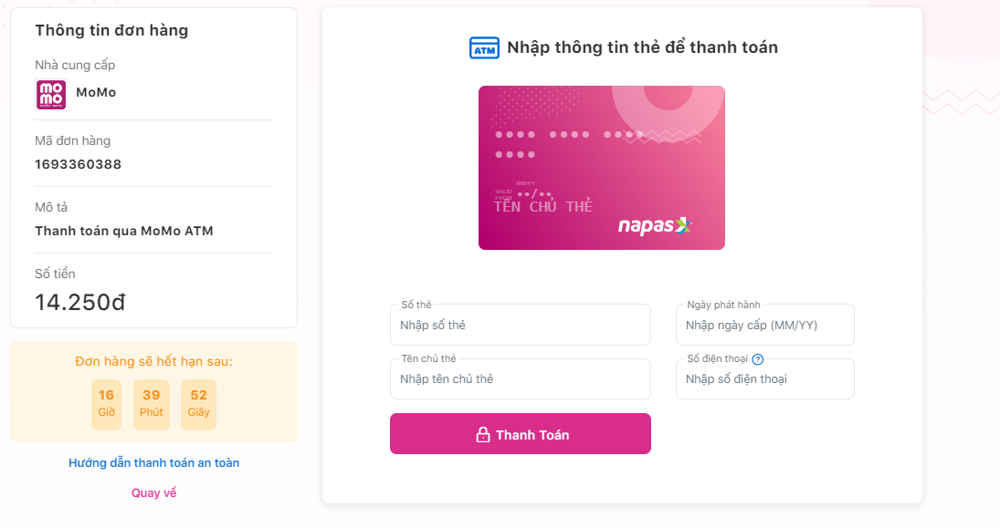 Thông tin đơn hàng
Nhà cung cấp
mo
mo
MoMo
Mã đơn hàng
1693360388
Mô tả
Thanh toán qua MoMo ATM
Số tiền
14.250đ
Đơn hàng sẽ hết hạn sau:
16 39 52
Giờ Phút Giây
Hướng dẫn thanh toán an toàn
Quay về
ATM Nhập thông tin thẻ để thanh toán
•••• •••• ••••
••••
MM/YY
VALID
FROM ••/••
TÊN CHỦ THẺ
napas
Số thẻ
Nhập số thẻ
Ngày phát hành
Nhập ngày cấp (MM/YY)
Tên chủ thẻ
Nhập tên chủ thẻ
Số điện thoại ?
Nhập số điện thoại
Thanh Toán